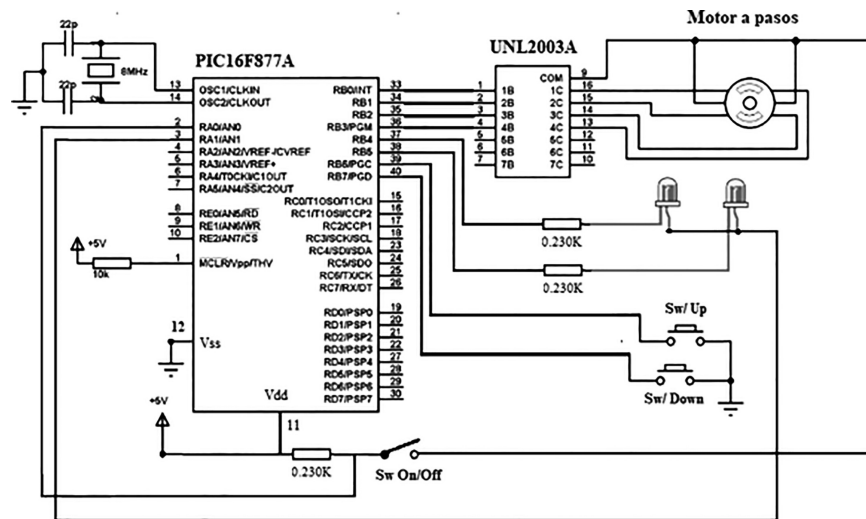 Motor a pasos
22p
PIC16F877A
UNL2003A
8MHz
22p
13 OSC1/CLKIN
14 OSC2/CLKOUT
2 RA0/AN0
3 RA1/AN1
4 RA2/AN2/VREF-/CVREF
5 RA3/AN3/VREF+
6 RA4/T0CKI/C1OUT
7 RA5/AN4/SS/C2OUT
8 RE0/AN5/RD
9 RE1/AN6/WR
10 RE2/AN7/CS
1 MCLR/Vpp/THV
+5V
10k
12 Vss
Vdd
11
RB0/INT 33
RB1 34
RB2 35
RB3/PGM 36
RB4 37
RB5 38
RB6/PGC 39
RB7/PGD 40
RC0/T1OSO/T1CKI 15
RC1/T1OSI/CCP2 16
RC2/CCP1 17
RC3/SCK/SCL 18
RC4/SDI/SDA 23
RC5/SDO 24
RC6/TX/CK 25
RC7/RX/DT 26
RD0/PSP0 19
RD1/PSP1 20
RD2/PSP2 21
RD3/PSP3 22
RD4/PSP4 27
RD5/PSP5 28
RD6/PSP6 29
RD7/PSP7 30
COM 9
1 1B 1C 16
2 2B 2C 15
3 3B 3C 14
4 4B 4C 13
5 5B 5C 12
6 6B 6C 11
7 7B 7C 10
0.230K
0.230K
Sw/ Up
Sw/ Down
+5V
0.230K
Sw On/Off